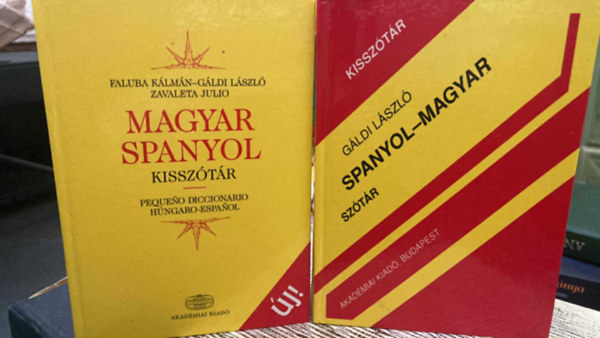 FALUBA KÁLMÁN–GÁLDI LÁSZLÓ
ZAVALETA JULIO
MAGYAR
SPANYOL
KISSZÓTÁR
PEQUEÑO DICCIONARIO
HÚNGARO-ESPAÑOL
AKADÉMIAI KIADÓ
új!
KISSZÓTÁR
GÁLDI LÁSZLÓ
SPANYOL–MAGYAR
SZÓTÁR
AKADÉMIAI KIADÓ, BUDAPEST